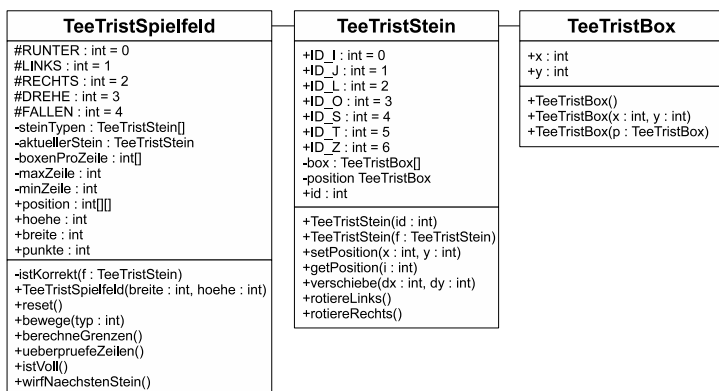 TeeTristSpielfeld
#RUNTER : int = 0
#LINKS : int = 1
#RECHTS : int = 2
#DREHE : int = 3
#FALLEN : int = 4
-steinTypen : TeeTristStein[]
-aktuellerStein : TeeTristStein
-boxenProZeile : int[]
-maxZeile : int
-minZeile : int
+position : int[][]
+hoehe : int
+breite : int
+punkte : int
-istKorrekt(f : TeeTristStein)
+TeeTristSpielfeld(breite : int, hoehe : int)
+reset()
+bewege(typ : int)
+berechneGrenzen()
+ueberpruefeZeilen()
+istVoll()
+wirfNaechstenStein()
TeeTristStein
+ID_I : int = 0
+ID_J : int = 1
+ID_L : int = 2
+ID_O : int = 3
+ID_S : int = 4
+ID_T : int = 5
+ID_Z : int = 6
-box : TeeTristBox[]
-position TeeTristBox
+id : int
+TeeTristStein(id : int)
+TeeTristStein(f : TeeTristStein)
+setPosition(x : int, y : int)
+getPosition(i : int)
+verschiebe(dx : int, dy : int)
+rotiereLinks()
+rotiereRechts()
TeeTristBox
+x : int
+y : int
+TeeTristBox()
+TeeTristBox(x : int, y : int)
+TeeTristBox(p : TeeTristBox)